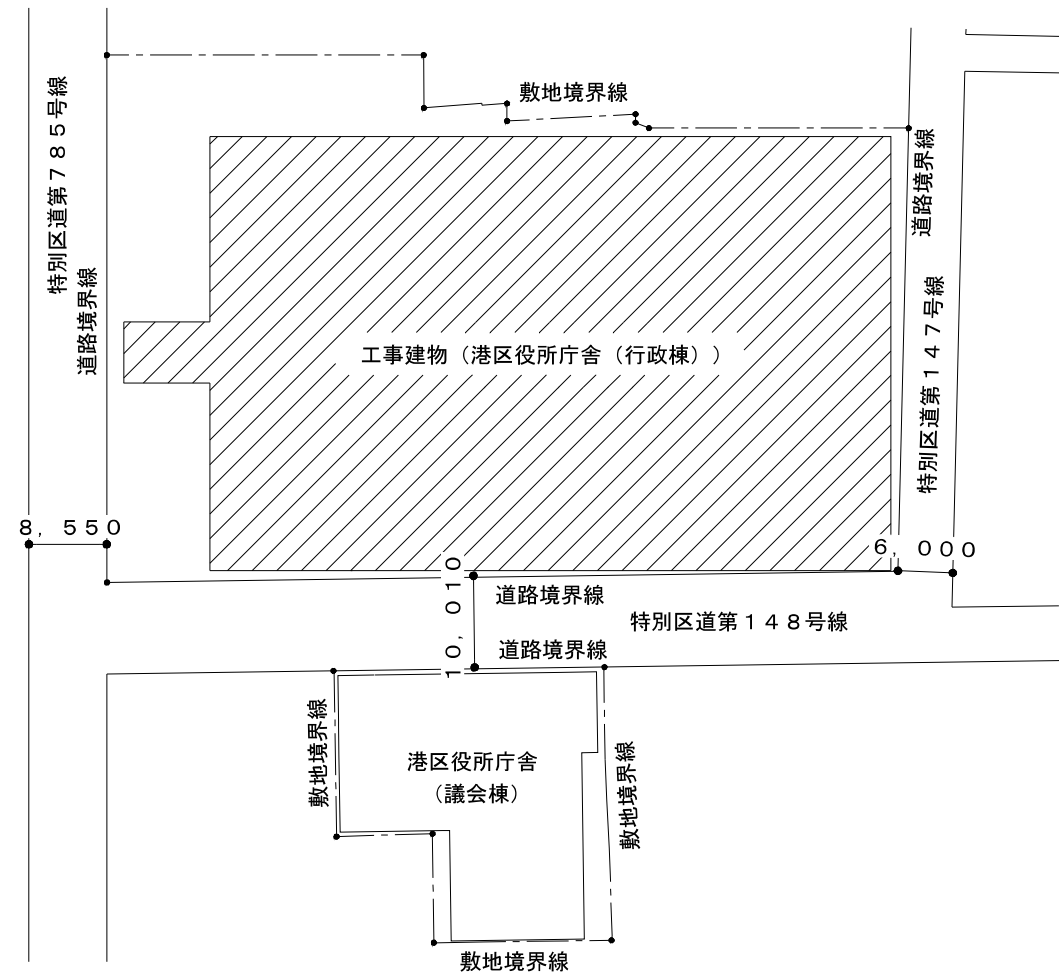 敷地境界線
特別区道第７８５号線
道路境界線
道路境界線
特別区道第１４７号線
工事建物（港区役所庁舎（行政棟））
８，５５０
６，０００
１０，０１０
道路境界線
特別区道第１４８号線
道路境界線
敷地境界線
港区役所庁舎
（議会棟）
敷地境界線
敷地境界線